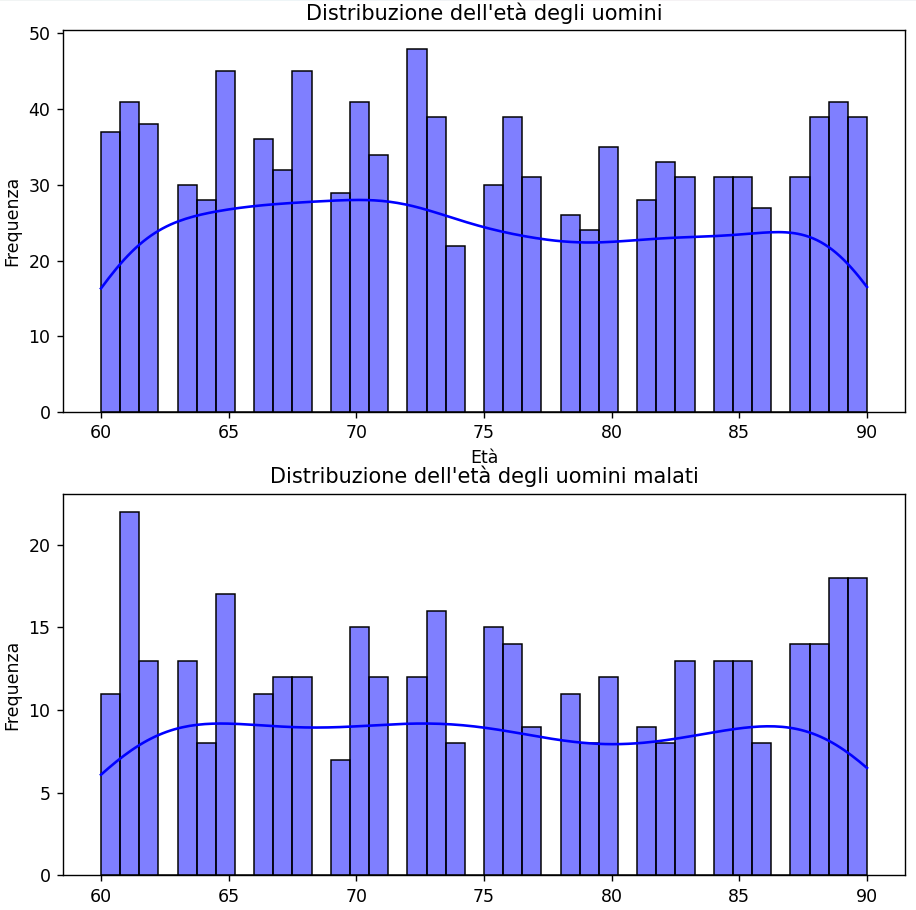 Distribuzione dell'età degli uomini
50
40
30
20
10
0
Frequenza
60 65 70 75 80 85 90
Età
Distribuzione dell'età degli uomini malati
20
15
10
5
0
Frequenza
60 65 70 75 80 85 90